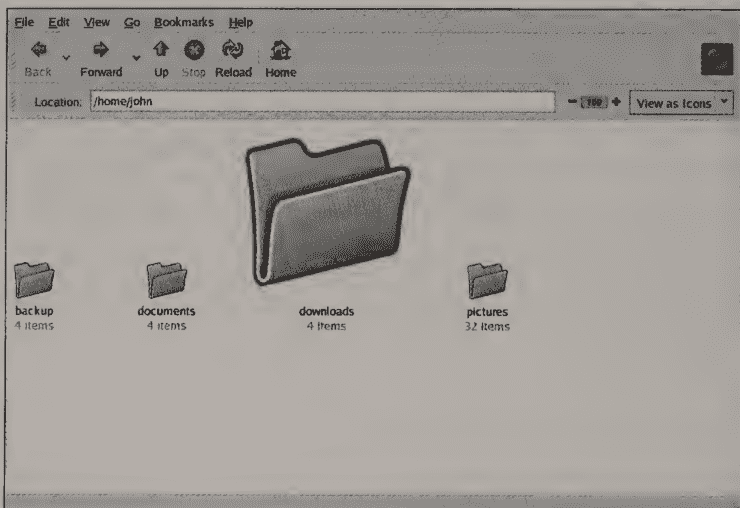 File Edit View Go Bookmarks Help
Back Forward Up Stop Reload Home
Location: /home/john 100 View as Icons
backup documents downloads pictures
4 items 4 items 4 items 32 items